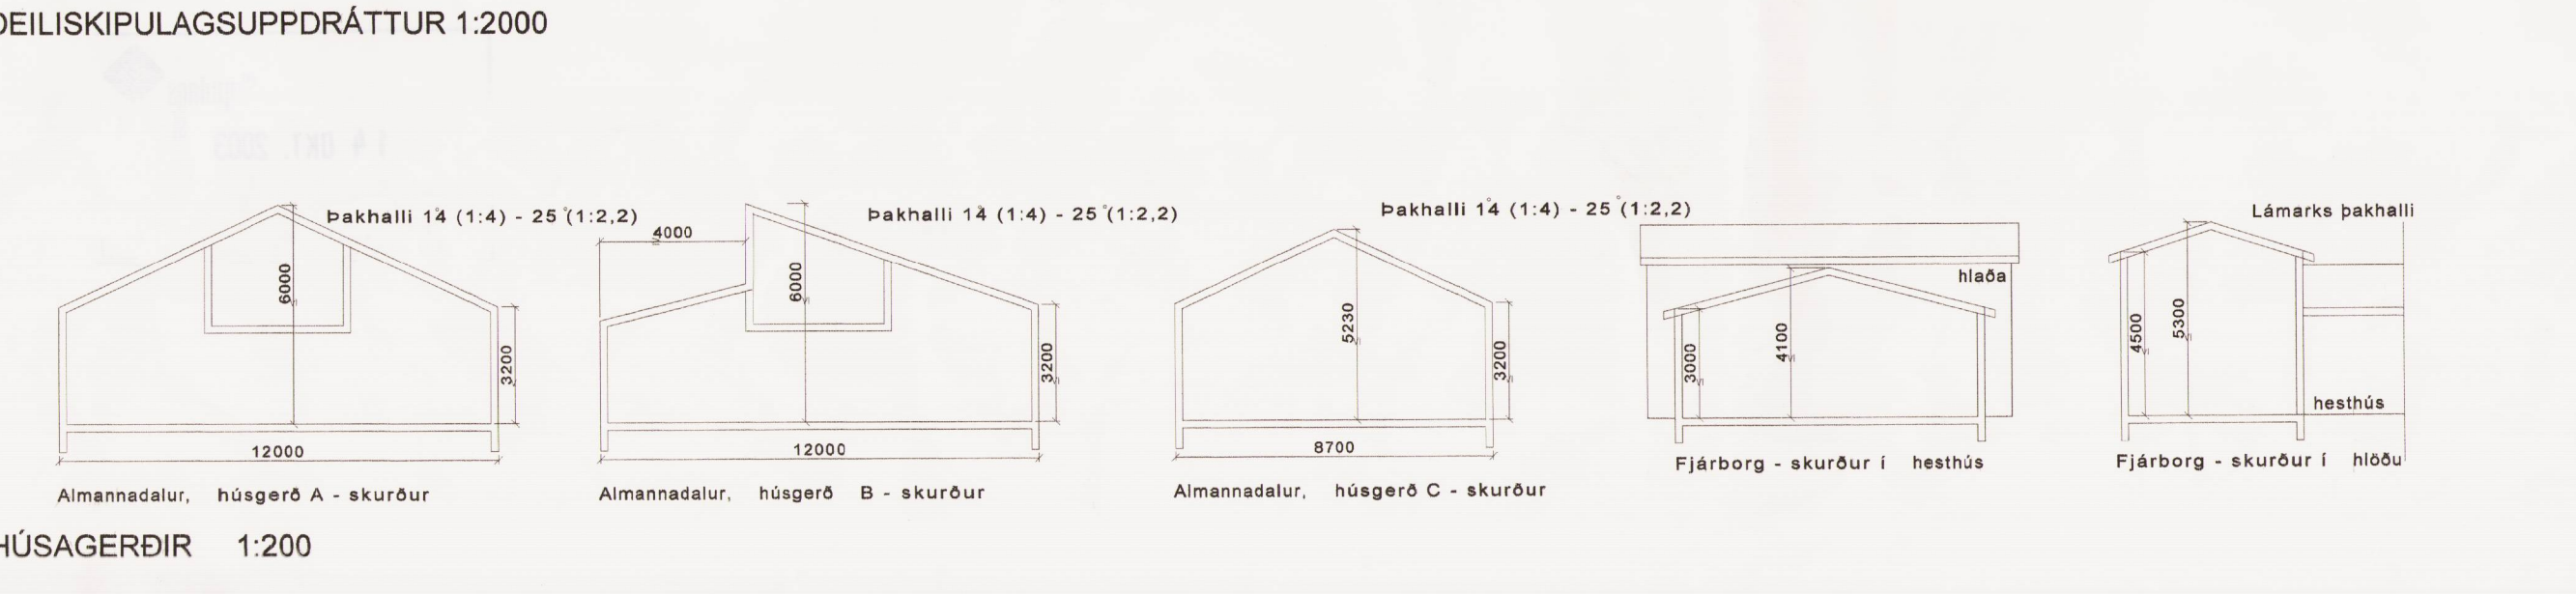 DEILISKIPULAGSUPPDRÁTTUR 1:2000
Þakhalli 14° (1:4) - 25° (1:2,2)
6000
3200
12000
Almannadalur, húsgerð A - skurður
Þakhalli 14° (1:4) - 25° (1:2,2)
4000
6000
3200
12000
Almannadalur, húsgerð B - skurður
Þakhalli 14° (1:4) - 25° (1:2,2)
5230
3200
8700
Almannadalur, húsgerð C - skurður
hlaða
3000
4100
Fjárborg - skurður í hesthús
Lámarks þakhalli
4500
5300
hesthús
Fjárborg - skurður í hlöðu
HÚSAGERÐIR 1:200